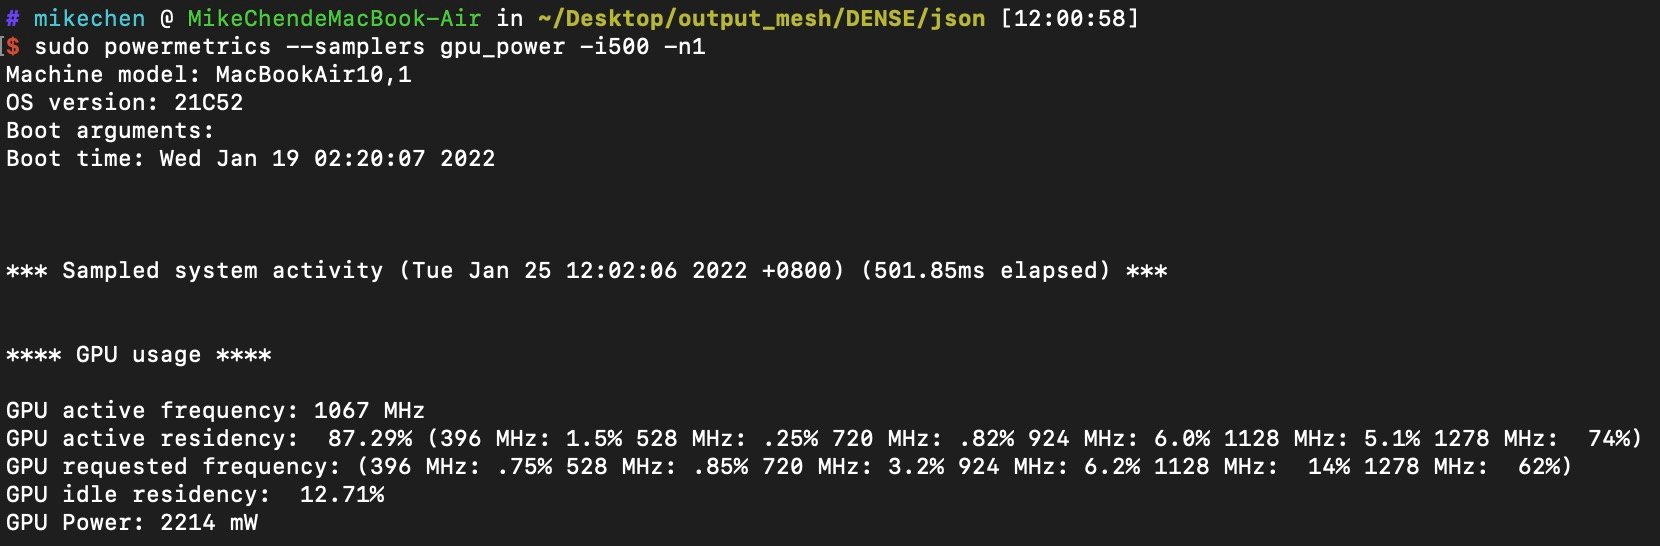 # mikechen @ MikeChendeMacBook-Air in ~/Desktop/output_mesh/DENSE/json [12:00:58]
[$ sudo powermetrics --samplers gpu_power -i500 -n1
Machine model: MacBookAir10,1
OS version: 21C52
Boot arguments:
Boot time: Wed Jan 19 02:20:07 2022
*** Sampled system activity (Tue Jan 25 12:02:06 2022 +0800) (501.85ms elapsed) ***
**** GPU usage ****
GPU active frequency: 1067 MHz
GPU active residency:  87.29% (396 MHz: 1.5% 528 MHz: .25% 720 MHz: .82% 924 MHz: 6.0% 1128 MHz: 5.1% 1278 MHz:  74%)
GPU requested frequency: (396 MHz: .75% 528 MHz: .85% 720 MHz: 3.2% 924 MHz: 6.2% 1128 MHz:  14% 1278 MHz:  62%)
GPU idle residency:  12.71%
GPU Power: 2214 mW